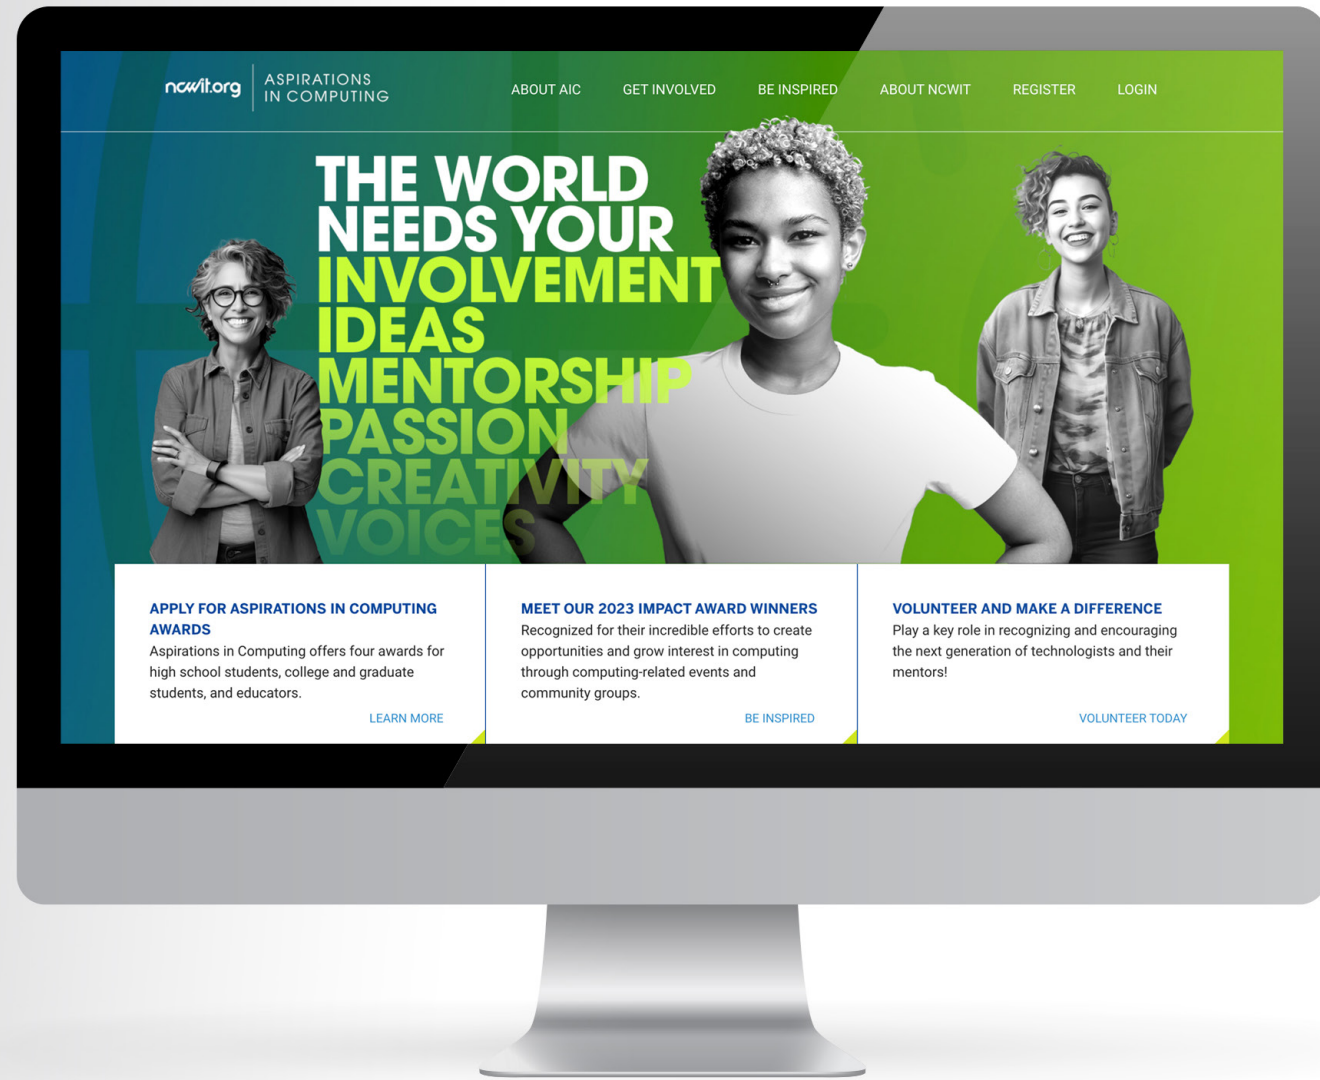 ncwit.org
ASPIRATIONS
IN COMPUTING
ABOUT AIC GET INVOLVED BE INSPIRED ABOUT NCWIT REGISTER LOGIN
THE WORLD
NEEDS YOUR
INVOLVEMENT
IDEAS
MENTORSHIP
PASSION
CREATIVITY
VOICES
APPLY FOR ASPIRATIONS IN COMPUTING
AWARDS
Aspirations in Computing offers four awards for
high school students, college and graduate
students, and educators.
LEARN MORE
MEET OUR 2023 IMPACT AWARD WINNERS
Recognized for their incredible efforts to create
opportunities and grow interest in computing
through computing-related events and
community groups.
BE INSPIRED
VOLUNTEER AND MAKE A DIFFERENCE
Play a key role in recognizing and encouraging
the next generation of technologists and their
mentors!
VOLUNTEER TODAY